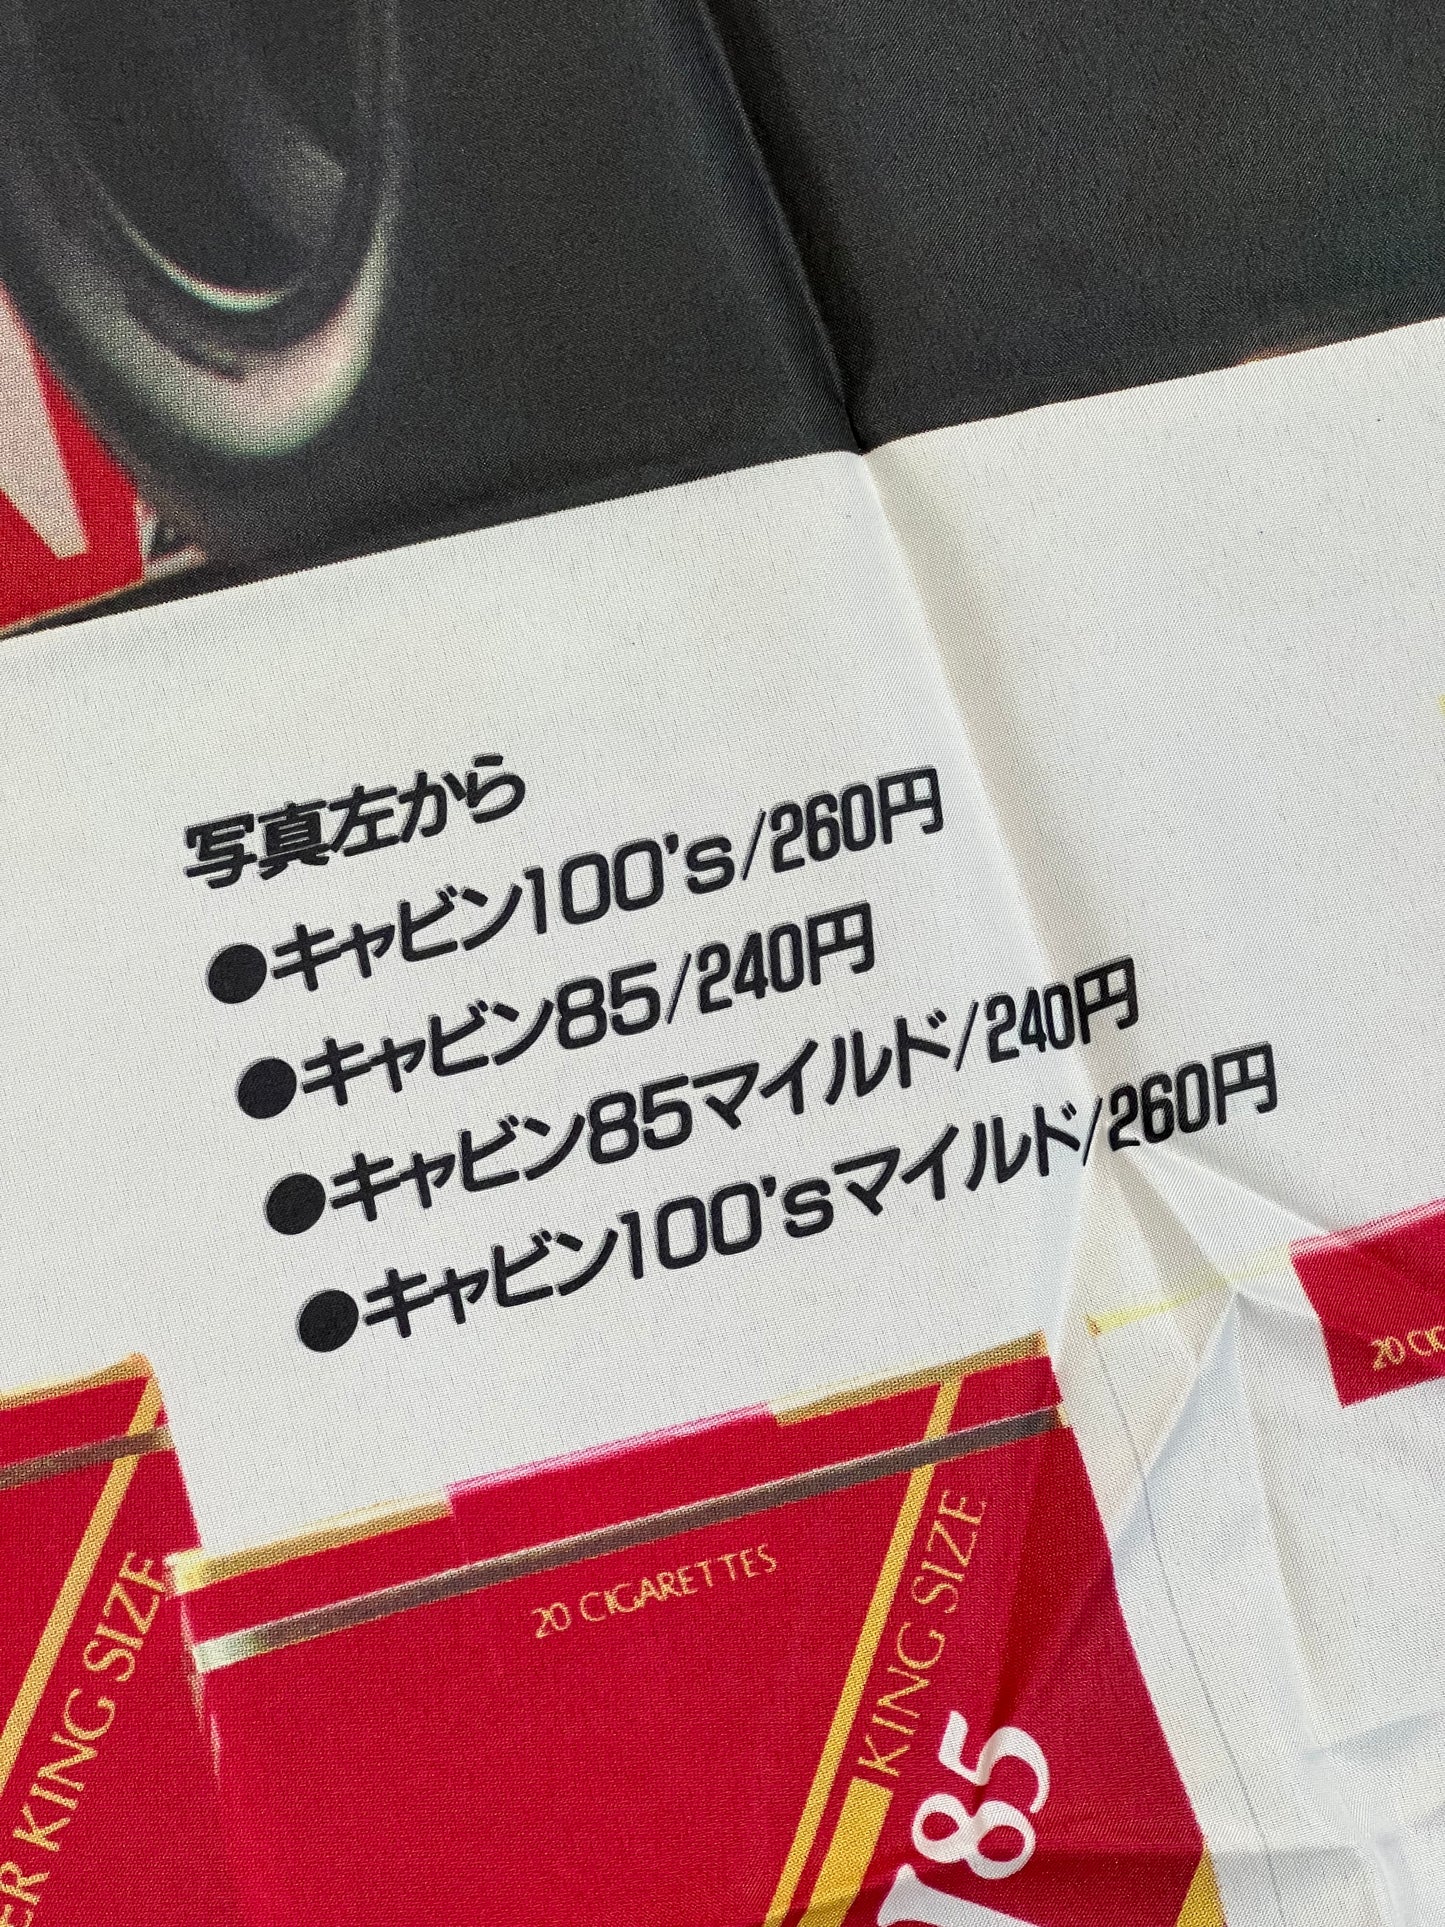 写真左から
●キャビン100's/260円
●キャビン85/240円
●キャビン85マイルド/240円
●キャビン100'sマイルド/260円
20 CIGARETTES
KING SIZE
85
KING SIZE
20